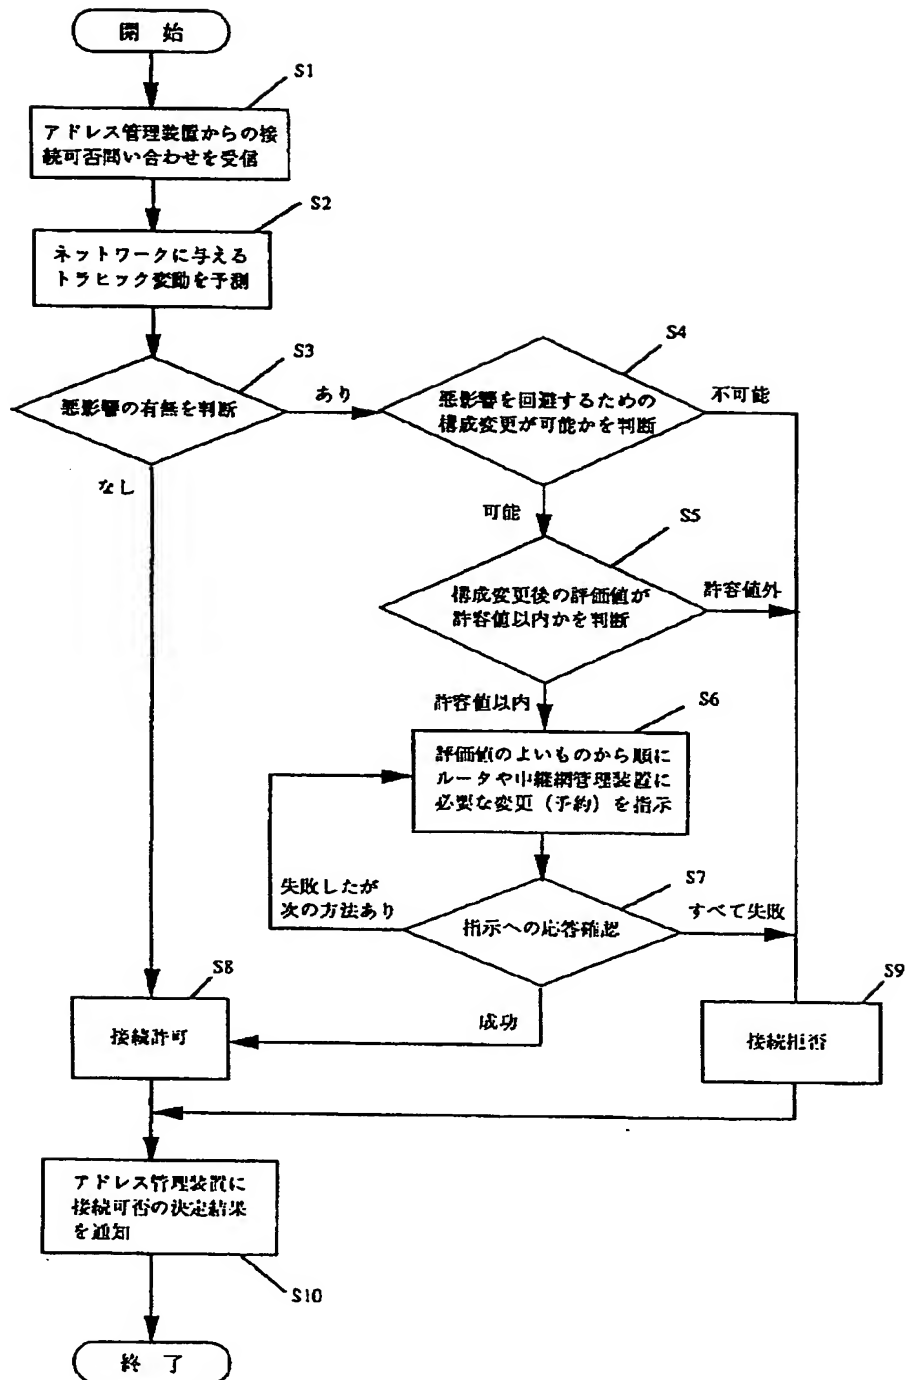 開 始
S1
アドレス管理装置からの接
続可否問い合わせを受信
S2
ネットワークに与える
トラヒック変動を予測
S3
悪影響の有無を判断
あり
なし
S4
悪影響を回避するための
構成変更が可能かを判断
不可能
可能
S5
構成変更後の評価値が
許容値以内かを判断
許容値外
許容値以内
S6
評価値のよいものから順に
ルータや中継網管理装置に
必要な変更（予約）を指示
失敗したが
次の方法あり
S7
指示への応答確認
すべて失敗
成功
S8
接続許可
S9
接続拒否
アドレス管理装置に
接続可否の決定結果
を通知
S10
終 了